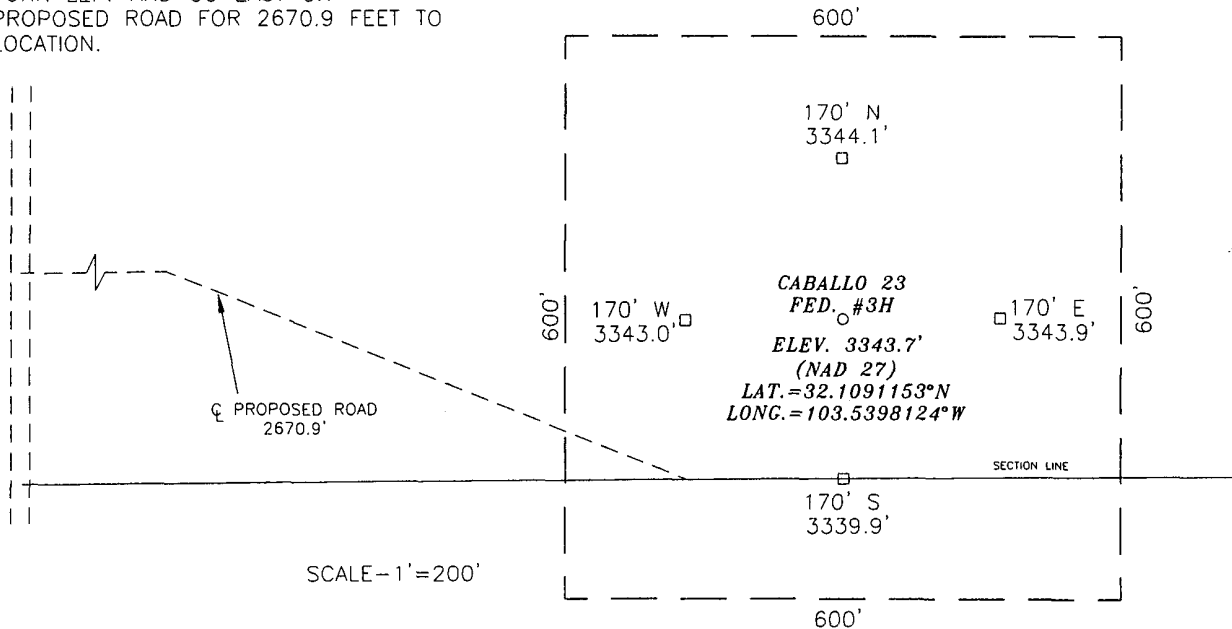 PROPOSED ROAD FOR 2670.9 FEET TO
LOCATION.
600'
170' N
3344.1'
600'
170' W
3343.0'
CABALLO 23
FED. #3H
ELEV. 3343.7'
(NAD 27)
LAT.=32.1091153°N
LONG.=103.5398124°W
170' E
3343.9'
600'
℄ PROPOSED ROAD
2670.9'
SECTION LINE
170' S
3339.9'
SCALE-1'=200'
600'